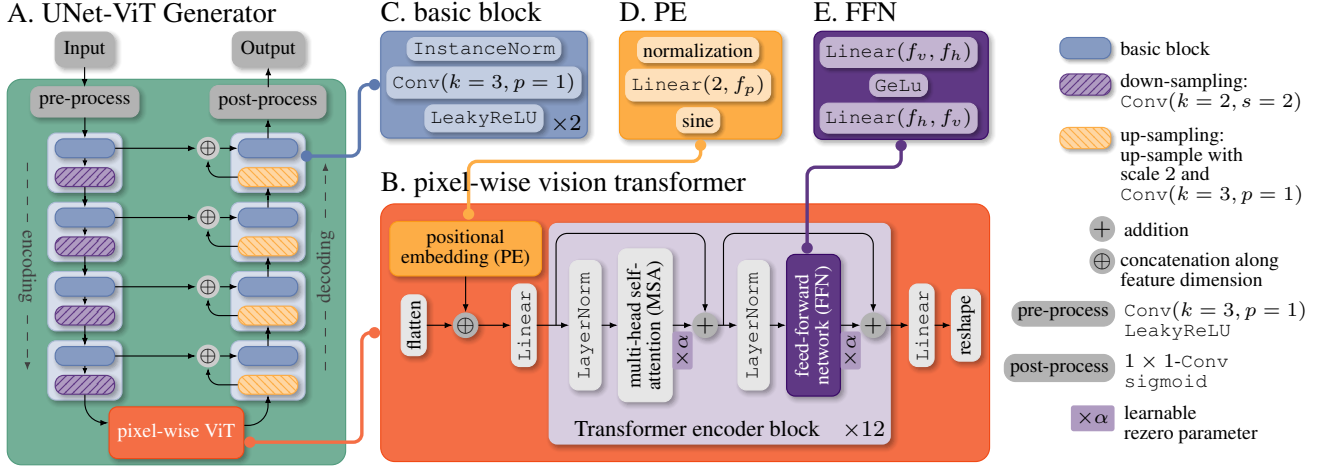 A. UNet-ViT Generator
Input
Output
pre-process
post-process
encoding
decoding
pixel-wise ViT
C. basic block
InstanceNorm
Conv(k = 3, p = 1)
LeakyReLU
×2
D. PE
normalization
Linear(2, f_p)
sine
E. FFN
Linear(f_v, f_h)
GeLu
Linear(f_h, f_v)
B. pixel-wise vision transformer
positional
embedding (PE)
flatten
Linear
LayerNorm
multi-head self-
attention (MSA)
×α
LayerNorm
feed-forward
network (FFN)
×α
Linear
reshape
Transformer encoder block ×12
basic block
down-sampling:
Conv(k = 2, s = 2)
up-sampling:
up-sample with
scale 2 and
Conv(k = 3, p = 1)
addition
concatenation along
feature dimension
pre-process
Conv(k = 3, p = 1)
LeakyReLU
post-process
1 × 1-Conv
sigmoid
×α
learnable
rezero parameter